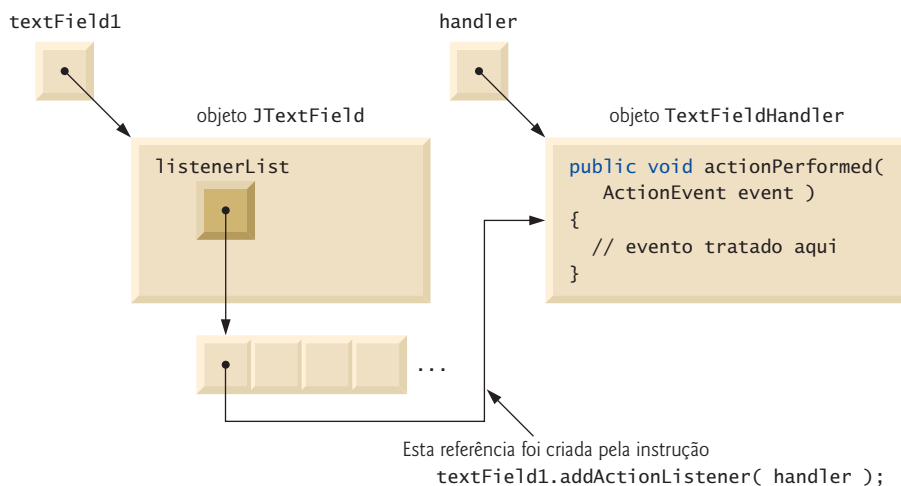 textField1
handler
objeto JTextField
objeto TextFieldHandler
listenerList
public void actionPerformed(
ActionEvent event )
{
// evento tratado aqui
}
...
Esta referência foi criada pela instrução
textField1.addActionListener( handler );